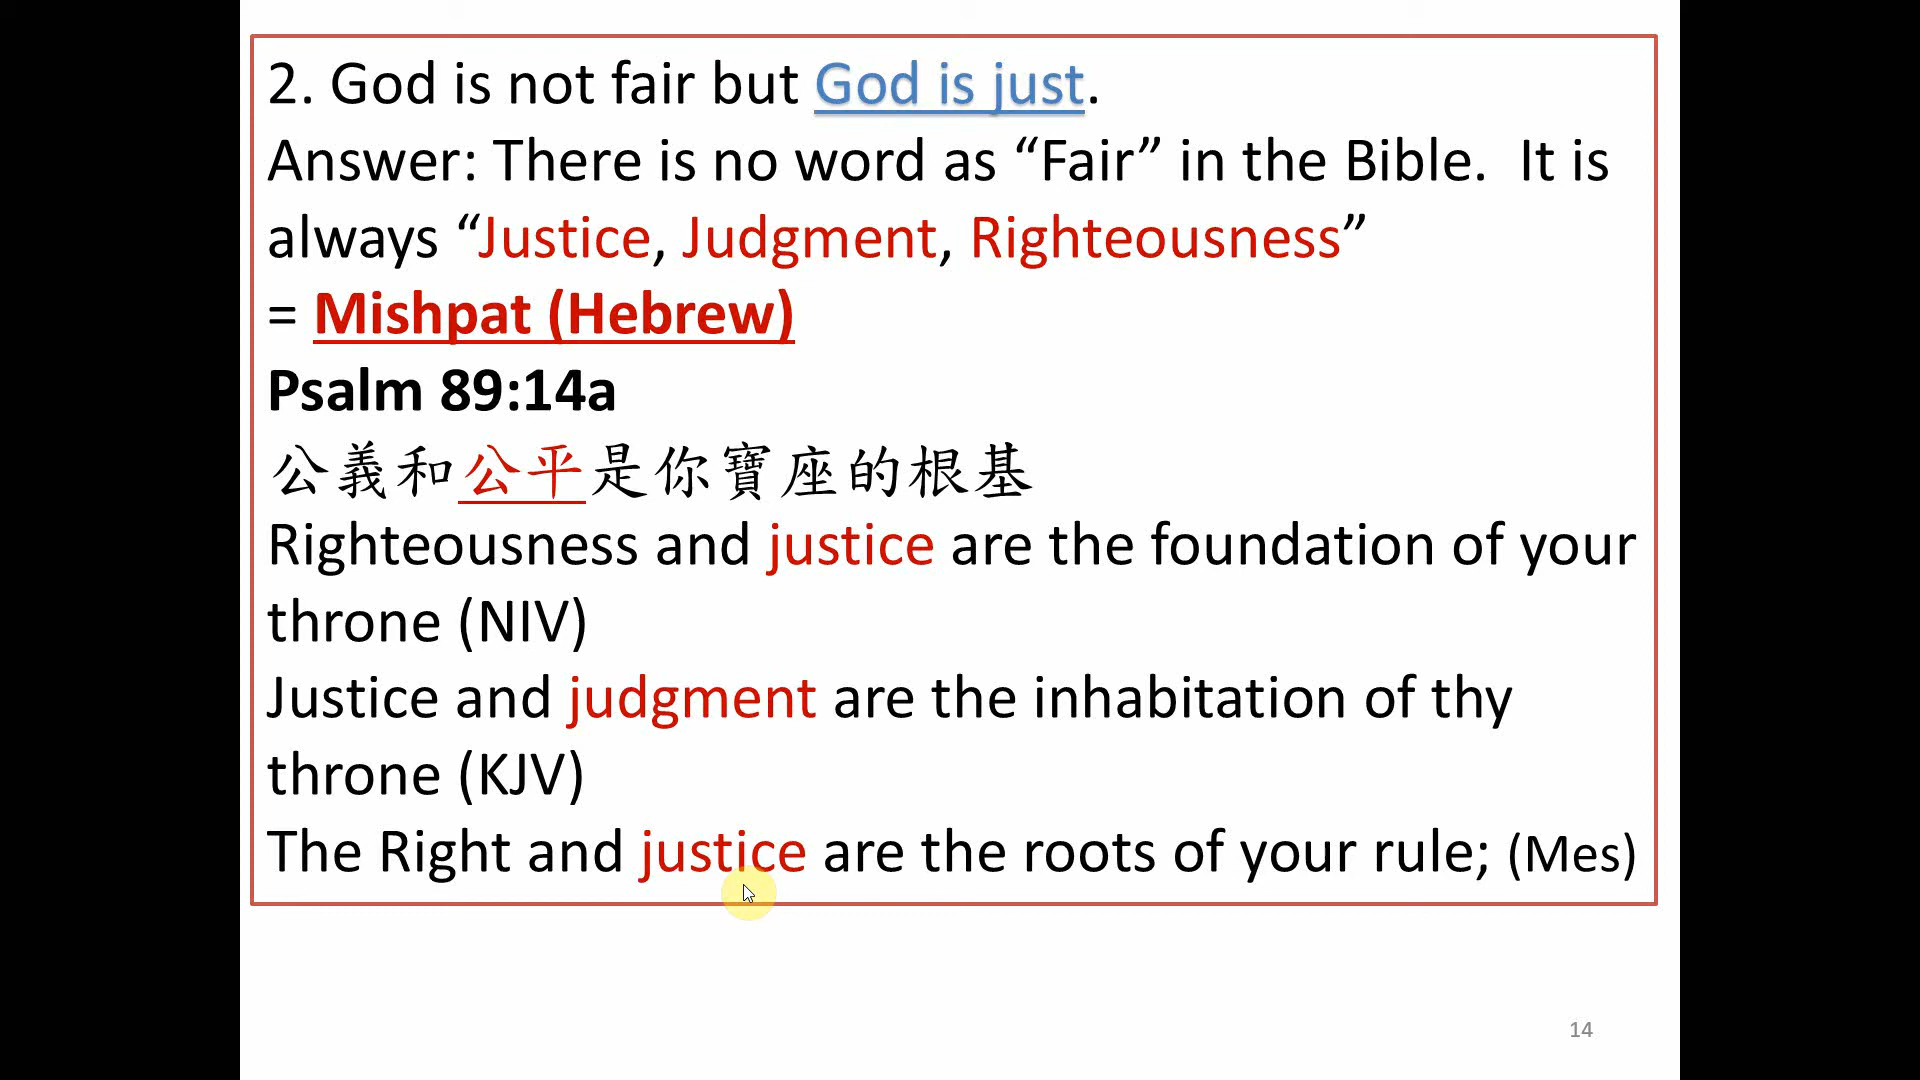 2. God is not fair but God is just.
Answer: There is no word as “Fair” in the Bible.  It is
always “Justice, Judgment, Righteousness”
= Mishpat (Hebrew)
Psalm 89:14a
公義和公平是你寶座的根基
Righteousness and justice are the foundation of your
throne (NIV)
Justice and judgment are the inhabitation of thy
throne (KJV)
The Right and justice are the roots of your rule; (Mes)
14